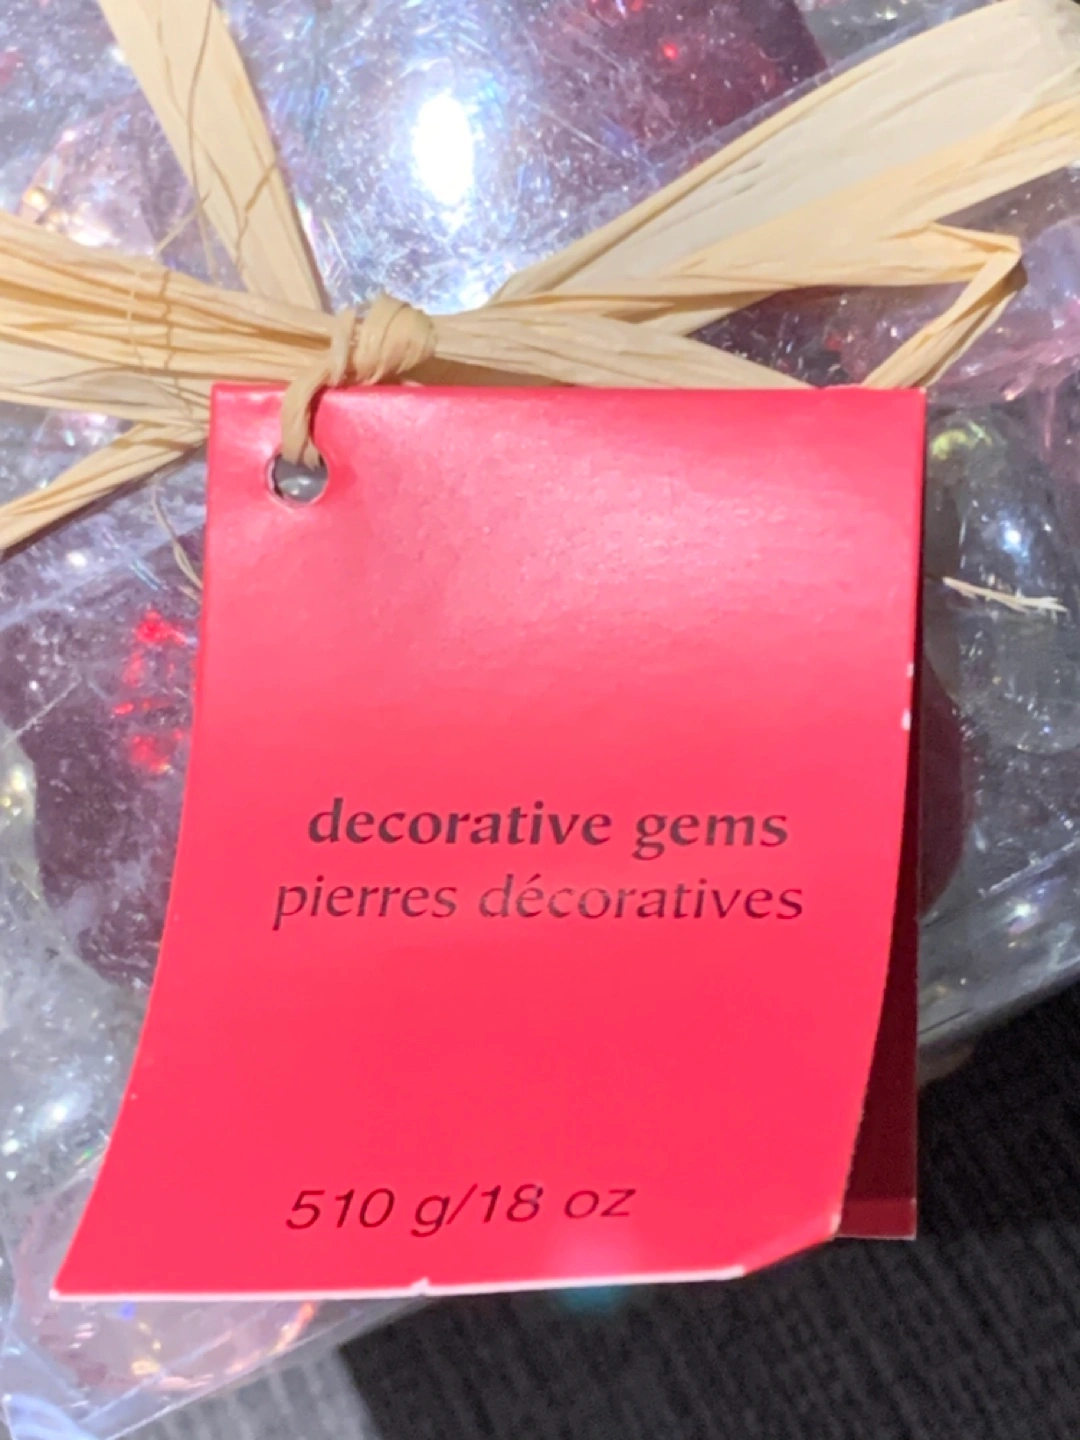 decorative gems
pierres décoratives
510 g/18 oz